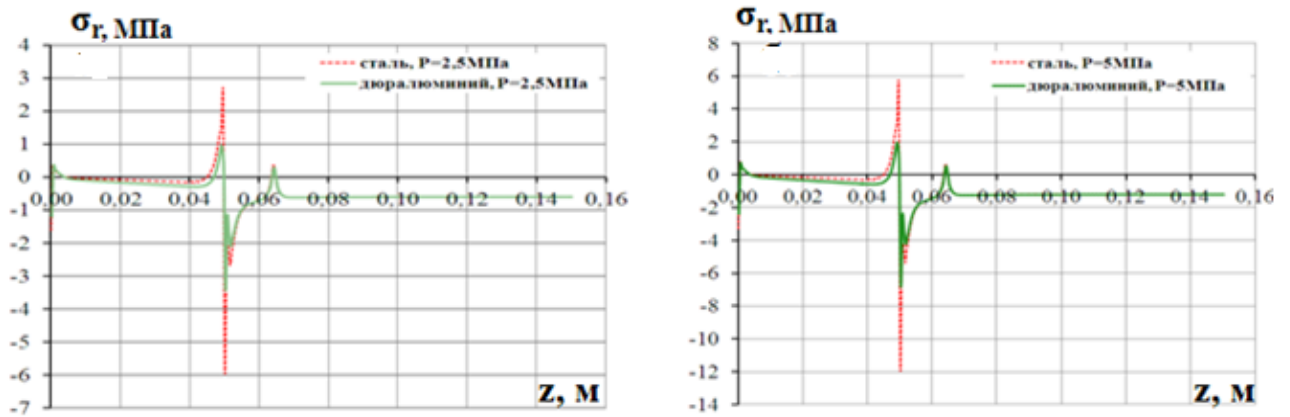 σr, МПа
4
3
2
1
0
-1
-2
-3
-4
-5
-6
-7
0,00 0,02 0,04 0,06 0,08 0,10 0,12 0,14 0,16
сталь, P=2,5МПа
дюралюминий, P=2,5МПа
z, м
σr, МПа
8
6
4
2
0
-2
-4
-6
-8
-10
-12
-14
0,00 0,02 0,04 0,06 0,08 0,10 0,12 0,14 0,16
сталь, P=5МПа
дюралюминий, P=5МПа
z, м